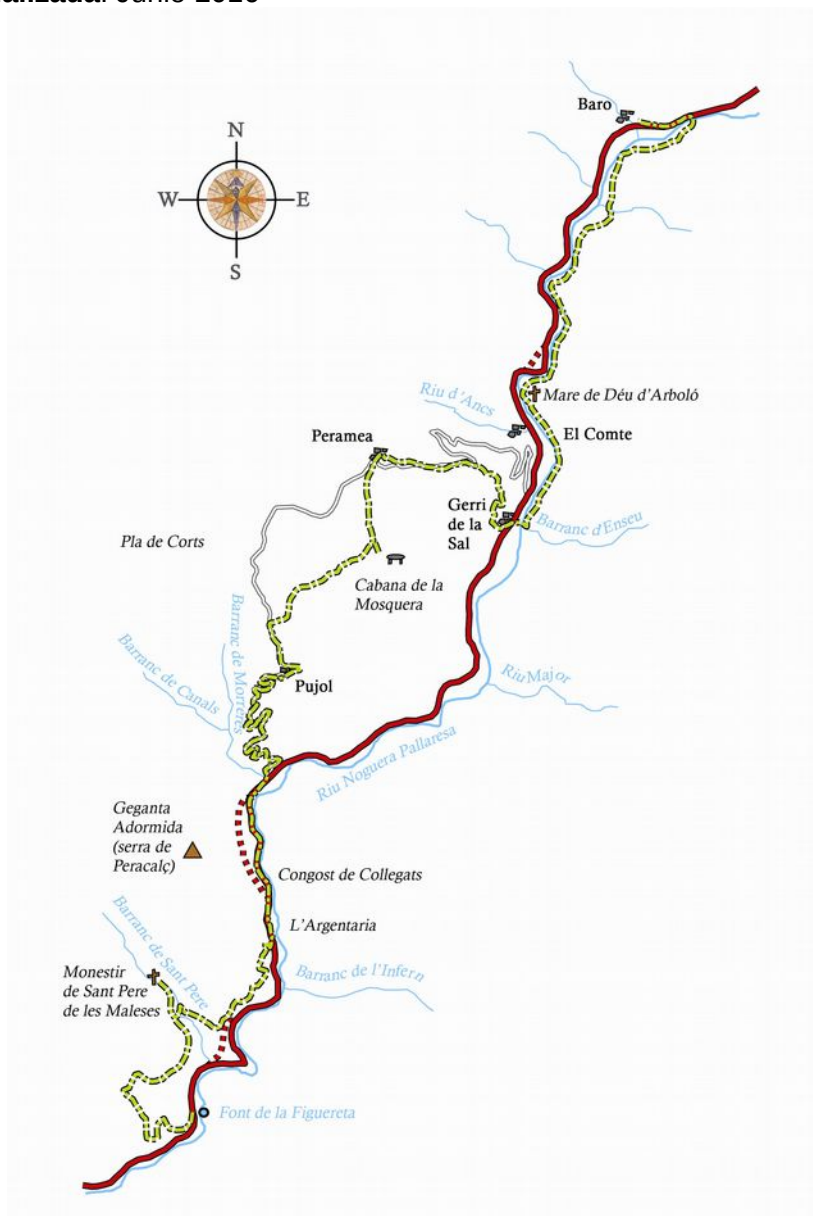 Baro
N
W
E
S
Riu d'Ancs
Mare de Déu d'Arboló
Peramea
El Comte
Gerri
de la
Sal
Barranc d'Enseu
Pla de Corts
Cabana de la
Mosquera
Barranc de Morreres
Barranc de Canals
Riu Major
Pujol
Riu Noguera Pallaresa
Geganta
Adormida
(serra de
Peracalç)
Congost de Collegats
L'Argentaria
Barranc de Sant Pere
Barranc de l'Infern
Monestir
de Sant Pere
de les Maleses
Font de la Figuereta